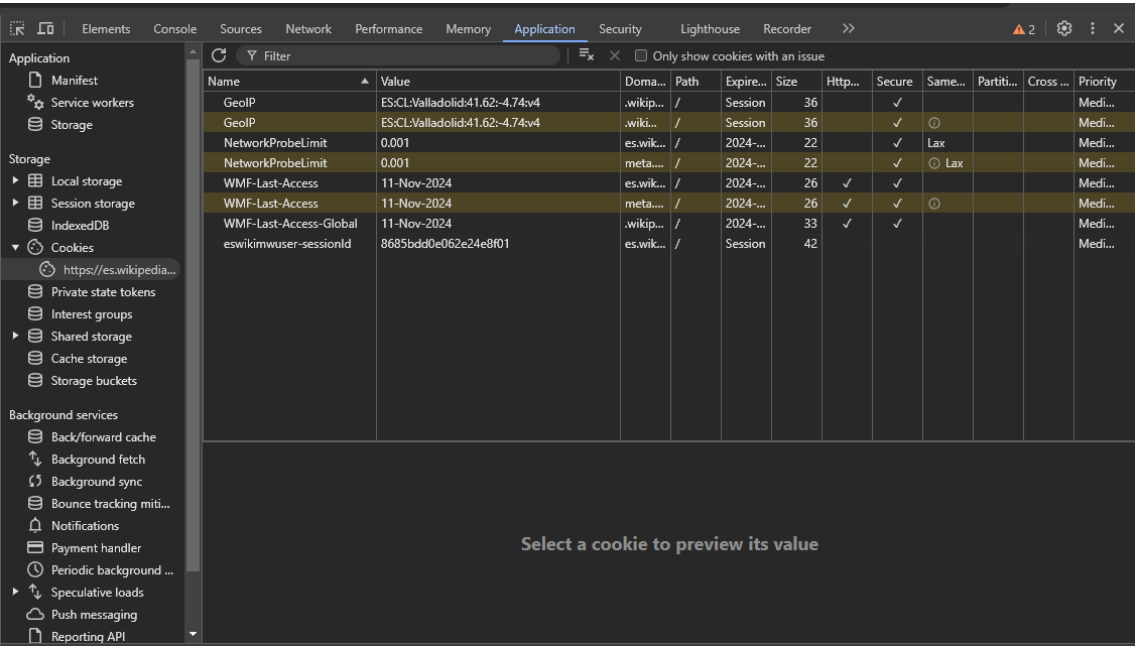 Elements Console Sources Network Performance Memory Application Security Lighthouse Recorder 2
Application
Manifest
Service workers
Storage
Storage
Local storage
Session storage
IndexedDB
Cookies
https://es.wikipedia...
Private state tokens
Interest groups
Shared storage
Cache storage
Storage buckets
Background services
Back/forward cache
Background fetch
Background sync
Bounce tracking miti...
Notifications
Payment handler
Periodic background ...
Speculative loads
Push messaging
Reporting API
Filter Only show cookies with an issue
Name Value Doma... Path Expire... Size Http... Secure Same... Partiti... Cross ... Priority
GeoIP ES:CL:Valladolid:41.62:-4.74:v4 .wikip... / Session 36 ✓ Medi...
GeoIP ES:CL:Valladolid:41.62:-4.74:v4 .wiki... / Session 36 ✓ Medi...
NetworkProbeLimit 0.001 es.wik... / 2024-... 22 ✓ Lax Medi...
NetworkProbeLimit 0.001 meta.... / 2024-... 22 ✓ Lax Medi...
WMF-Last-Access 11-Nov-2024 es.wik... / 2024-... 26 ✓ ✓ Medi...
WMF-Last-Access 11-Nov-2024 meta.... / 2024-... 26 ✓ ✓ Medi...
WMF-Last-Access-Global 11-Nov-2024 .wikip... / 2024-... 33 ✓ ✓ Medi...
eswikimwuser-sessionId 8685bdd0e062e24e8f01 es.wik... / Session 42 Medi...
Select a cookie to preview its value